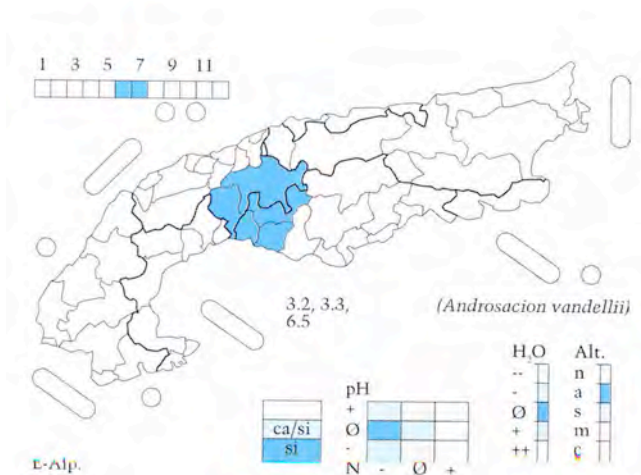 1 3 5 7 9 11
3.2, 3.3,
6.5
(Androsacion vandellii)
H₂O Alt.
-- n
- a
Ø s
+ m
++ c
pH
+
ca/si Ø
si -
N - Ø +
E-Alp.